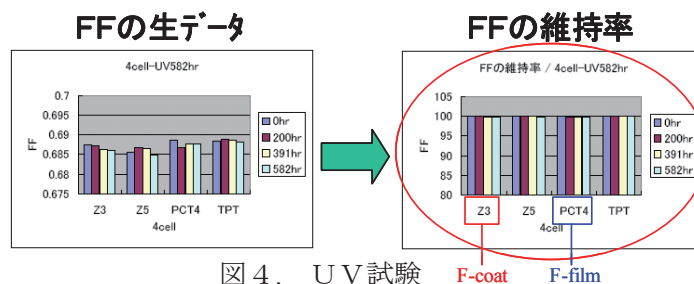 FFの生データ
4cell-UV582hr
0.7
0.695
0.69
0.685
0.68
0.675
FF
Z3 Z5 PCT4 TPT
4cell
0hr
200hr
391hr
582hr
FFの維持率
FFの維持率 / 4cell-UV582hr
105
100
95
90
85
80
FF
Z3 Z5 PCT4 TPT
4cell
0hr
200hr
391hr
582hr
図4. UV試験
F-coat
F-film